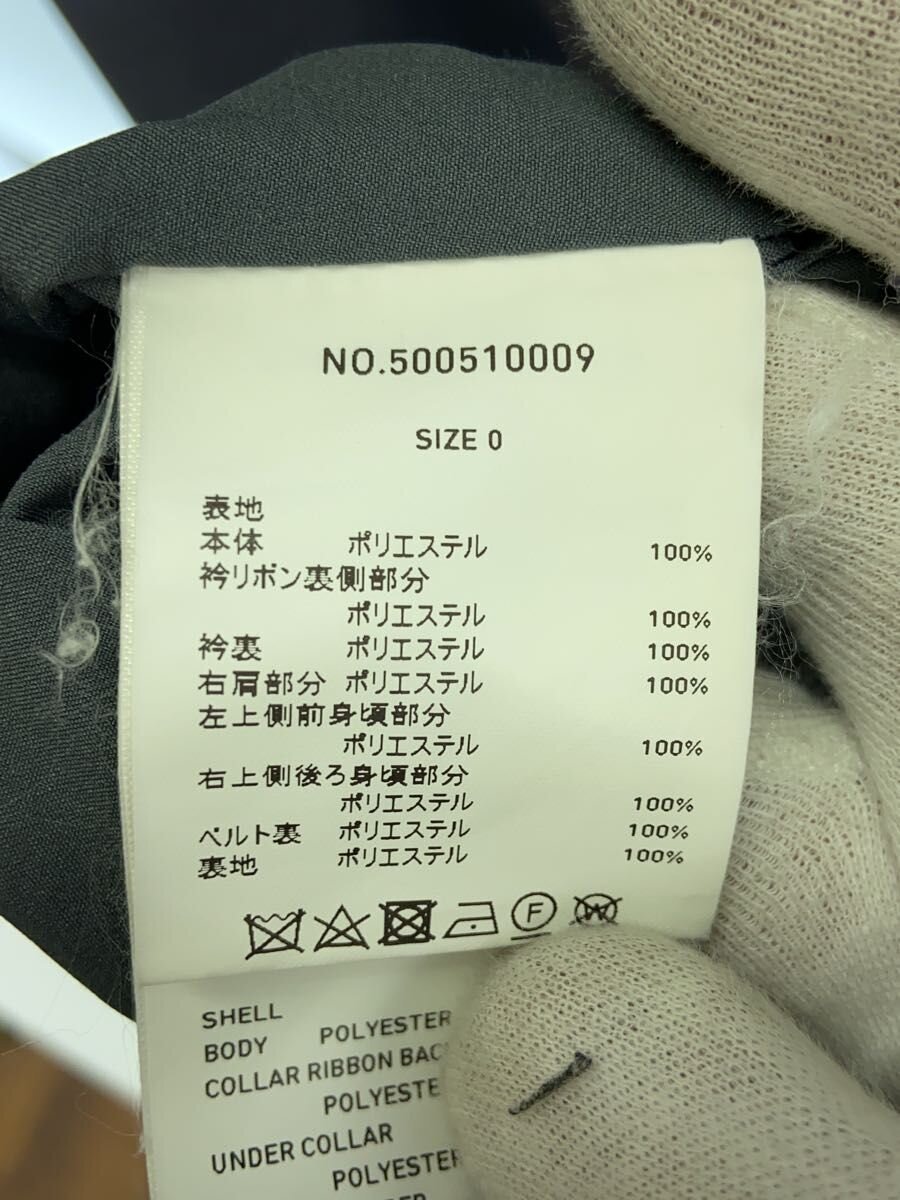 NO.500510009
SIZE 0
表地
本体 ポリエステル 100%
衿リボン裏側部分
ポリエステル 100%
衿裏 ポリエステル 100%
右肩部分 ポリエステル 100%
左上側前身頃部分
ポリエステル 100%
右上側後ろ身頃部分
ポリエステル 100%
ベルト裏 ポリエステル 100%
裏地 ポリエステル 100%
F W
SHELL
BODY POLYESTER
COLLAR RIBBON
POLYESTE
UNDER COLLAR
POLYESTER